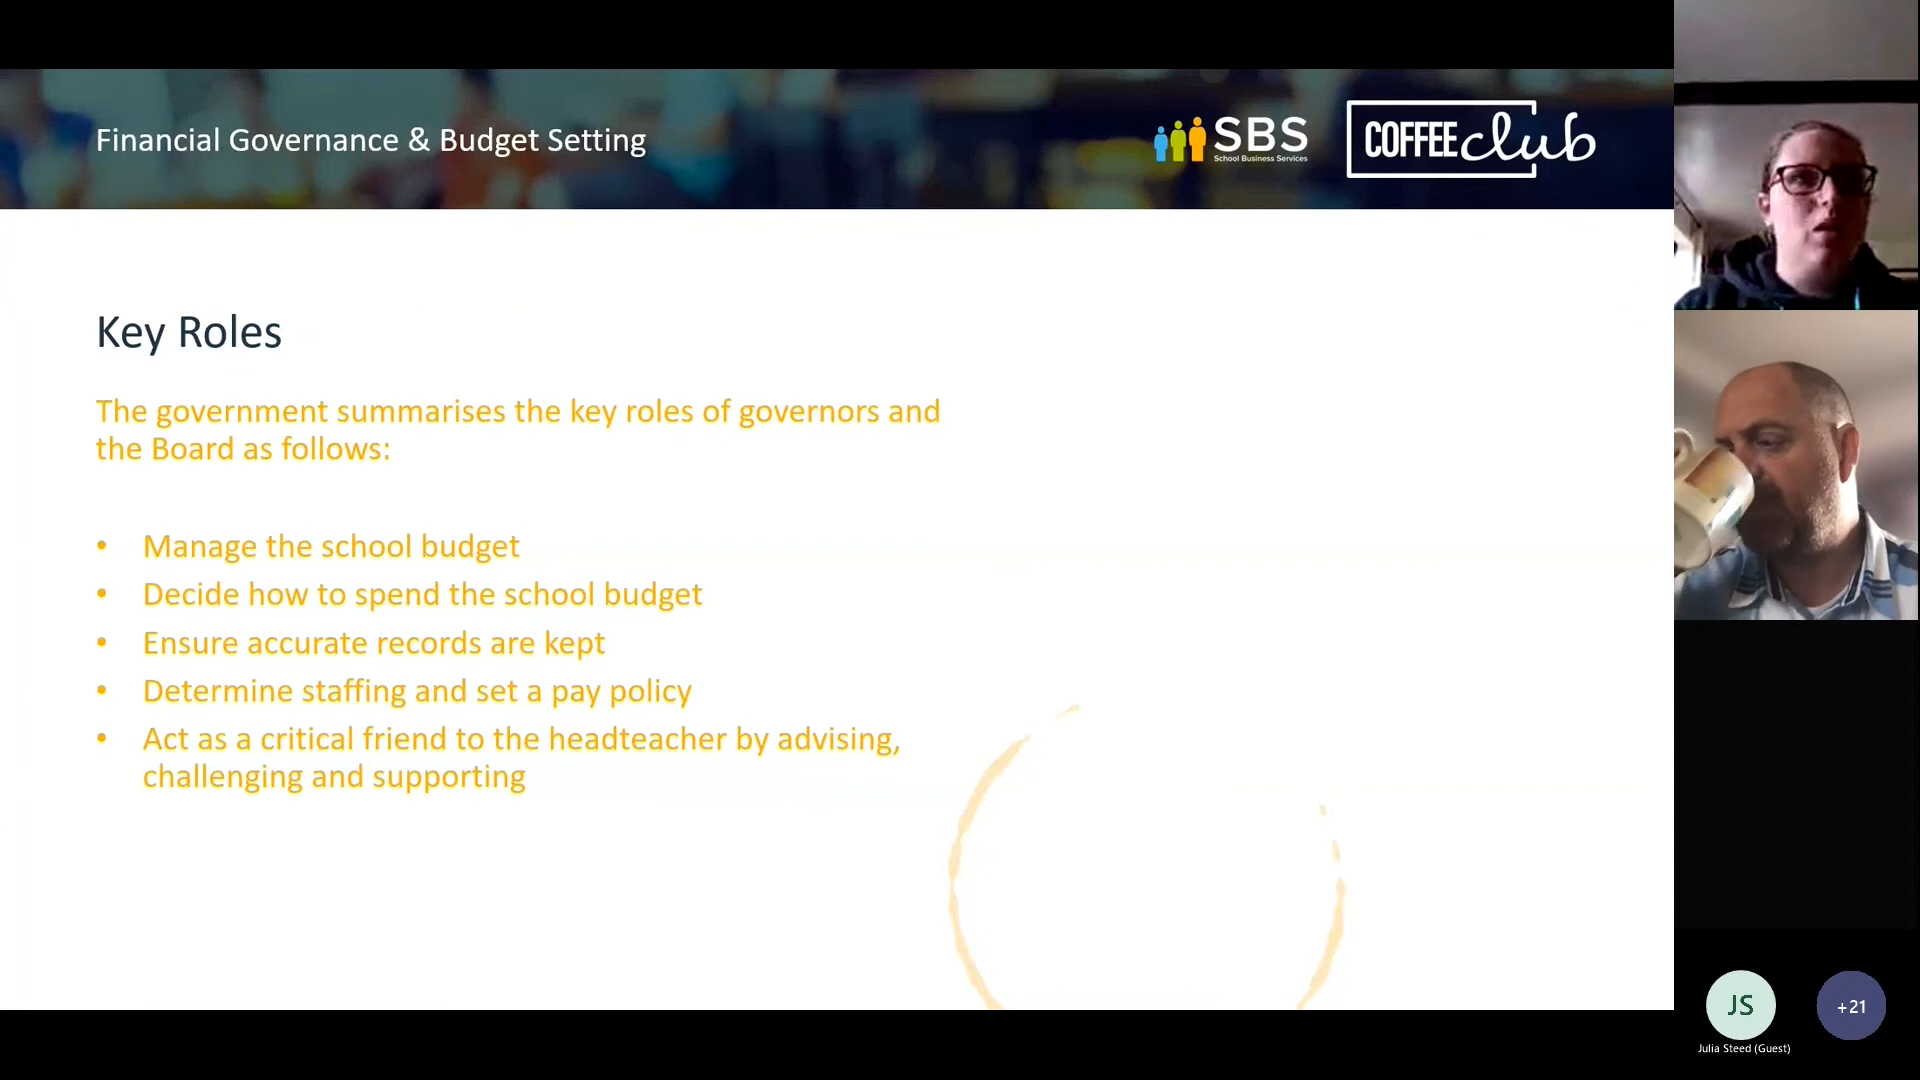 Financial Governance & Budget Setting
SBS
School Business Services
COFFEE club
Key Roles
The government summarises the key roles of governors and
the Board as follows:
• Manage the school budget
• Decide how to spend the school budget
• Ensure accurate records are kept
• Determine staffing and set a pay policy
• Act as a critical friend to the headteacher by advising,
challenging and supporting
JS
+21
Julia Steed (Guest)